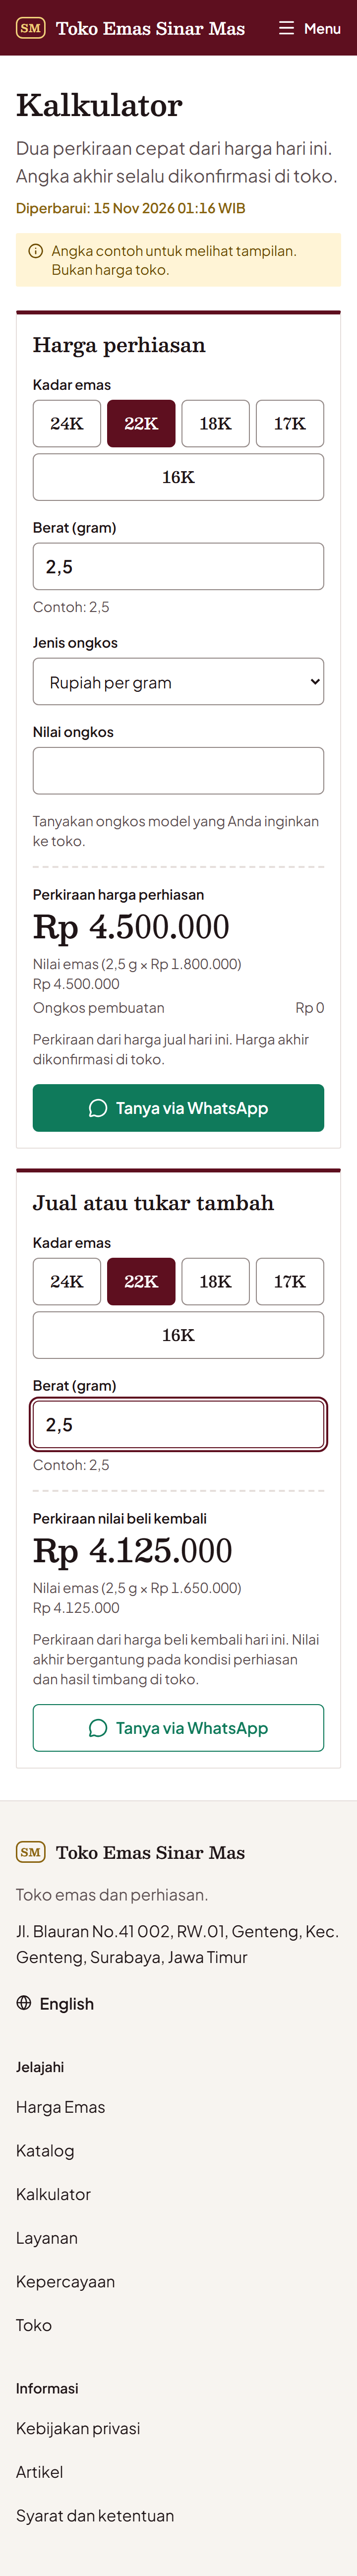 SM Toko Emas Sinar Mas Menu
Kalkulator
Dua perkiraan cepat dari harga hari ini.
Angka akhir selalu dikonfirmasi di toko.
Diperbarui: 15 Nov 2026 01:16 WIB
Angka contoh untuk melihat tampilan.
Bukan harga toko.
Harga perhiasan
Kadar emas
24K 22K 18K 17K
16K
Berat (gram)
2,5
Contoh: 2,5
Jenis ongkos
Rupiah per gram
Nilai ongkos
Tanyakan ongkos model yang Anda inginkan
ke toko.
Perkiraan harga perhiasan
Rp 4.500.000
Nilai emas (2,5 g × Rp 1.800.000)
Rp 4.500.000
Ongkos pembuatan Rp 0
Perkiraan dari harga jual hari ini. Harga akhir
dikonfirmasi di toko.
Tanya via WhatsApp
Jual atau tukar tambah
Kadar emas
24K 22K 18K 17K
16K
Berat (gram)
2,5
Contoh: 2,5
Perkiraan nilai beli kembali
Rp 4.125.000
Nilai emas (2,5 g × Rp 1.650.000)
Rp 4.125.000
Perkiraan dari harga beli kembali hari ini. Nilai
akhir bergantung pada kondisi perhiasan
dan hasil timbang di toko.
Tanya via WhatsApp
SM Toko Emas Sinar Mas
Toko emas dan perhiasan.
Jl. Blauran No.41 002, RW.01, Genteng, Kec.
Genteng, Surabaya, Jawa Timur
English
Jelajahi
Harga Emas
Katalog
Kalkulator
Layanan
Kepercayaan
Toko
Informasi
Kebijakan privasi
Artikel
Syarat dan ketentuan